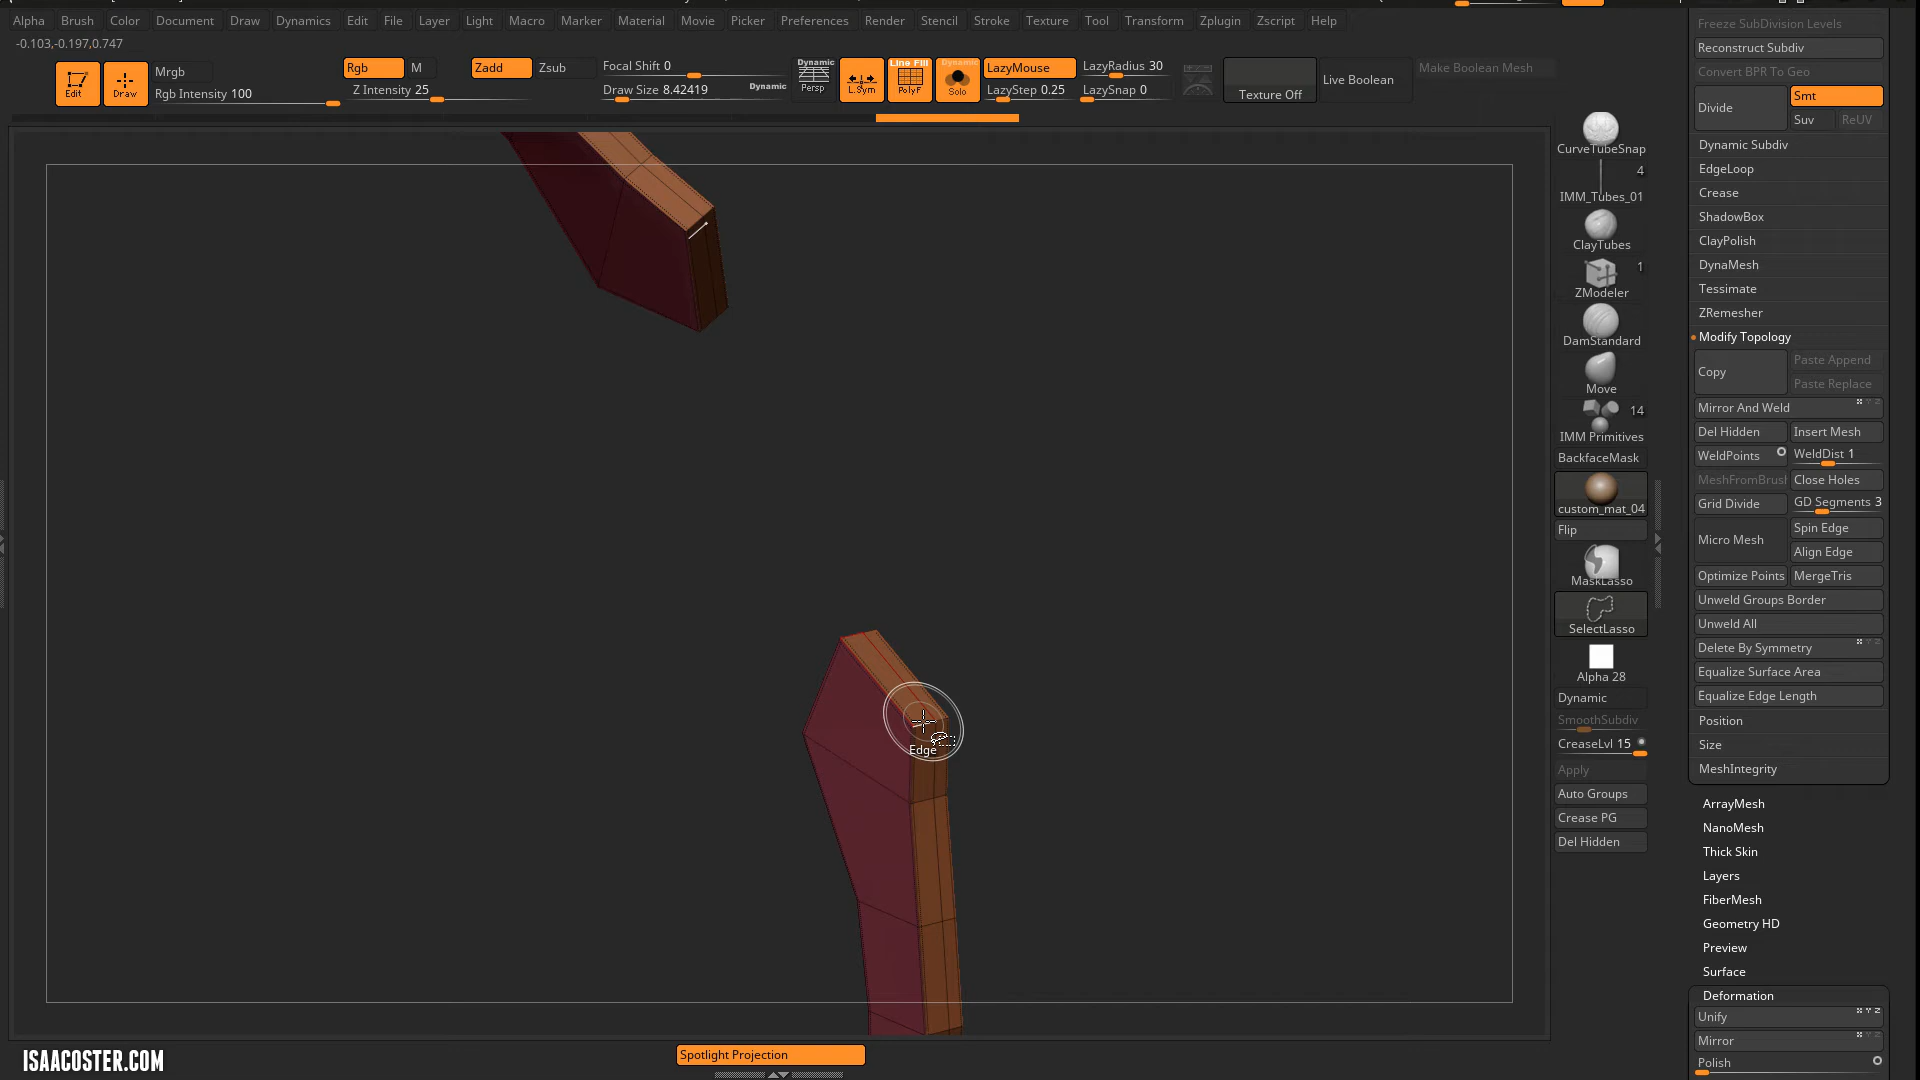 Alpha Brush Color Document Draw Dynamics Edit File Layer Light Macro Marker Material Movie Picker Preferences Render Stencil Stroke Texture Tool Transform Zplugin Zscript Help
-0.103,-0.197,0.747
Edit
Draw
Mrgb
Rgb
M
Rgb Intensity 100
Zadd
Zsub
Z Intensity 25
Focal Shift 0
Draw Size 8.42419
Dynamic
Dynamic
Persp
L.Sym
Line Fill
PolyF
Dynamic
Solo
LazyMouse
LazyStep 0.25
LazyRadius 30
LazySnap 0
Texture Off
Live Boolean
Make Boolean Mesh
Edge
Spotlight Projection
ISAACOSTER.COM
CurveTubeSnap
4
IMM_Tubes_01
ClayTubes
1
ZModeler
DamStandard
Move
14
IMM Primitives
BackfaceMask
custom_mat_04
Flip
MaskLasso
SelectLasso
Alpha 28
Dynamic
SmoothSubdiv
CreaseLvl 15
Apply
Auto Groups
Crease PG
Del Hidden
Freeze SubDivision Levels
Reconstruct Subdiv
Convert BPR To Geo
Divide
Smt
Suv
ReUV
Dynamic Subdiv
EdgeLoop
Crease
ShadowBox
ClayPolish
DynaMesh
Tessimate
ZRemesher
Modify Topology
Copy
Paste Append
Paste Replace
Mirror And Weld
Del Hidden
Insert Mesh
WeldPoints
WeldDist 1
MeshFromBrush
Close Holes
Grid Divide
GD Segments 3
Micro Mesh
Spin Edge
Align Edge
Optimize Points
MergeTris
Unweld Groups Border
Unweld All
Delete By Symmetry
Equalize Surface Area
Equalize Edge Length
Position
Size
MeshIntegrity
ArrayMesh
NanoMesh
Thick Skin
Layers
FiberMesh
Geometry HD
Preview
Surface
Deformation
Unify
Mirror
Polish